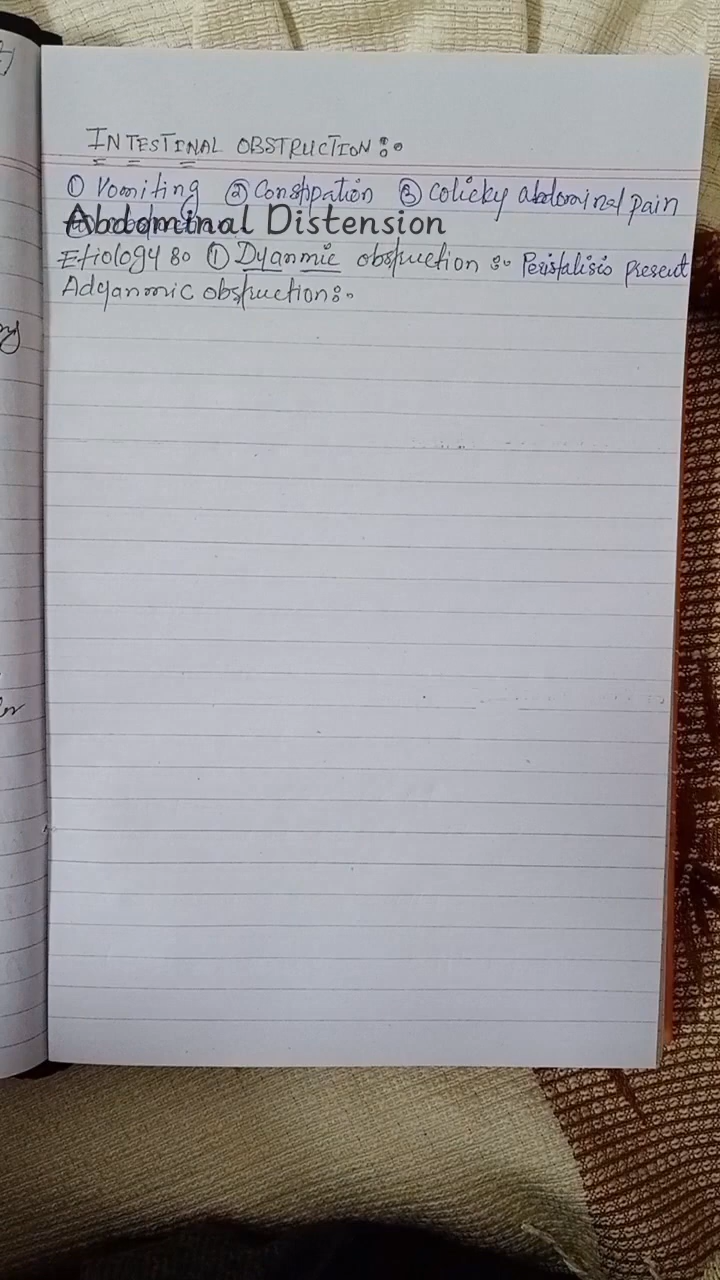 INTESTINAL OBSTRUCTION :-
① Vomiting ② Constipation ③ Colicky abdominal pain
Abdominal Distension
Etiology :- ① Dyanmic obstruction :- Peristalisis present
Adyanmic obstruction :-